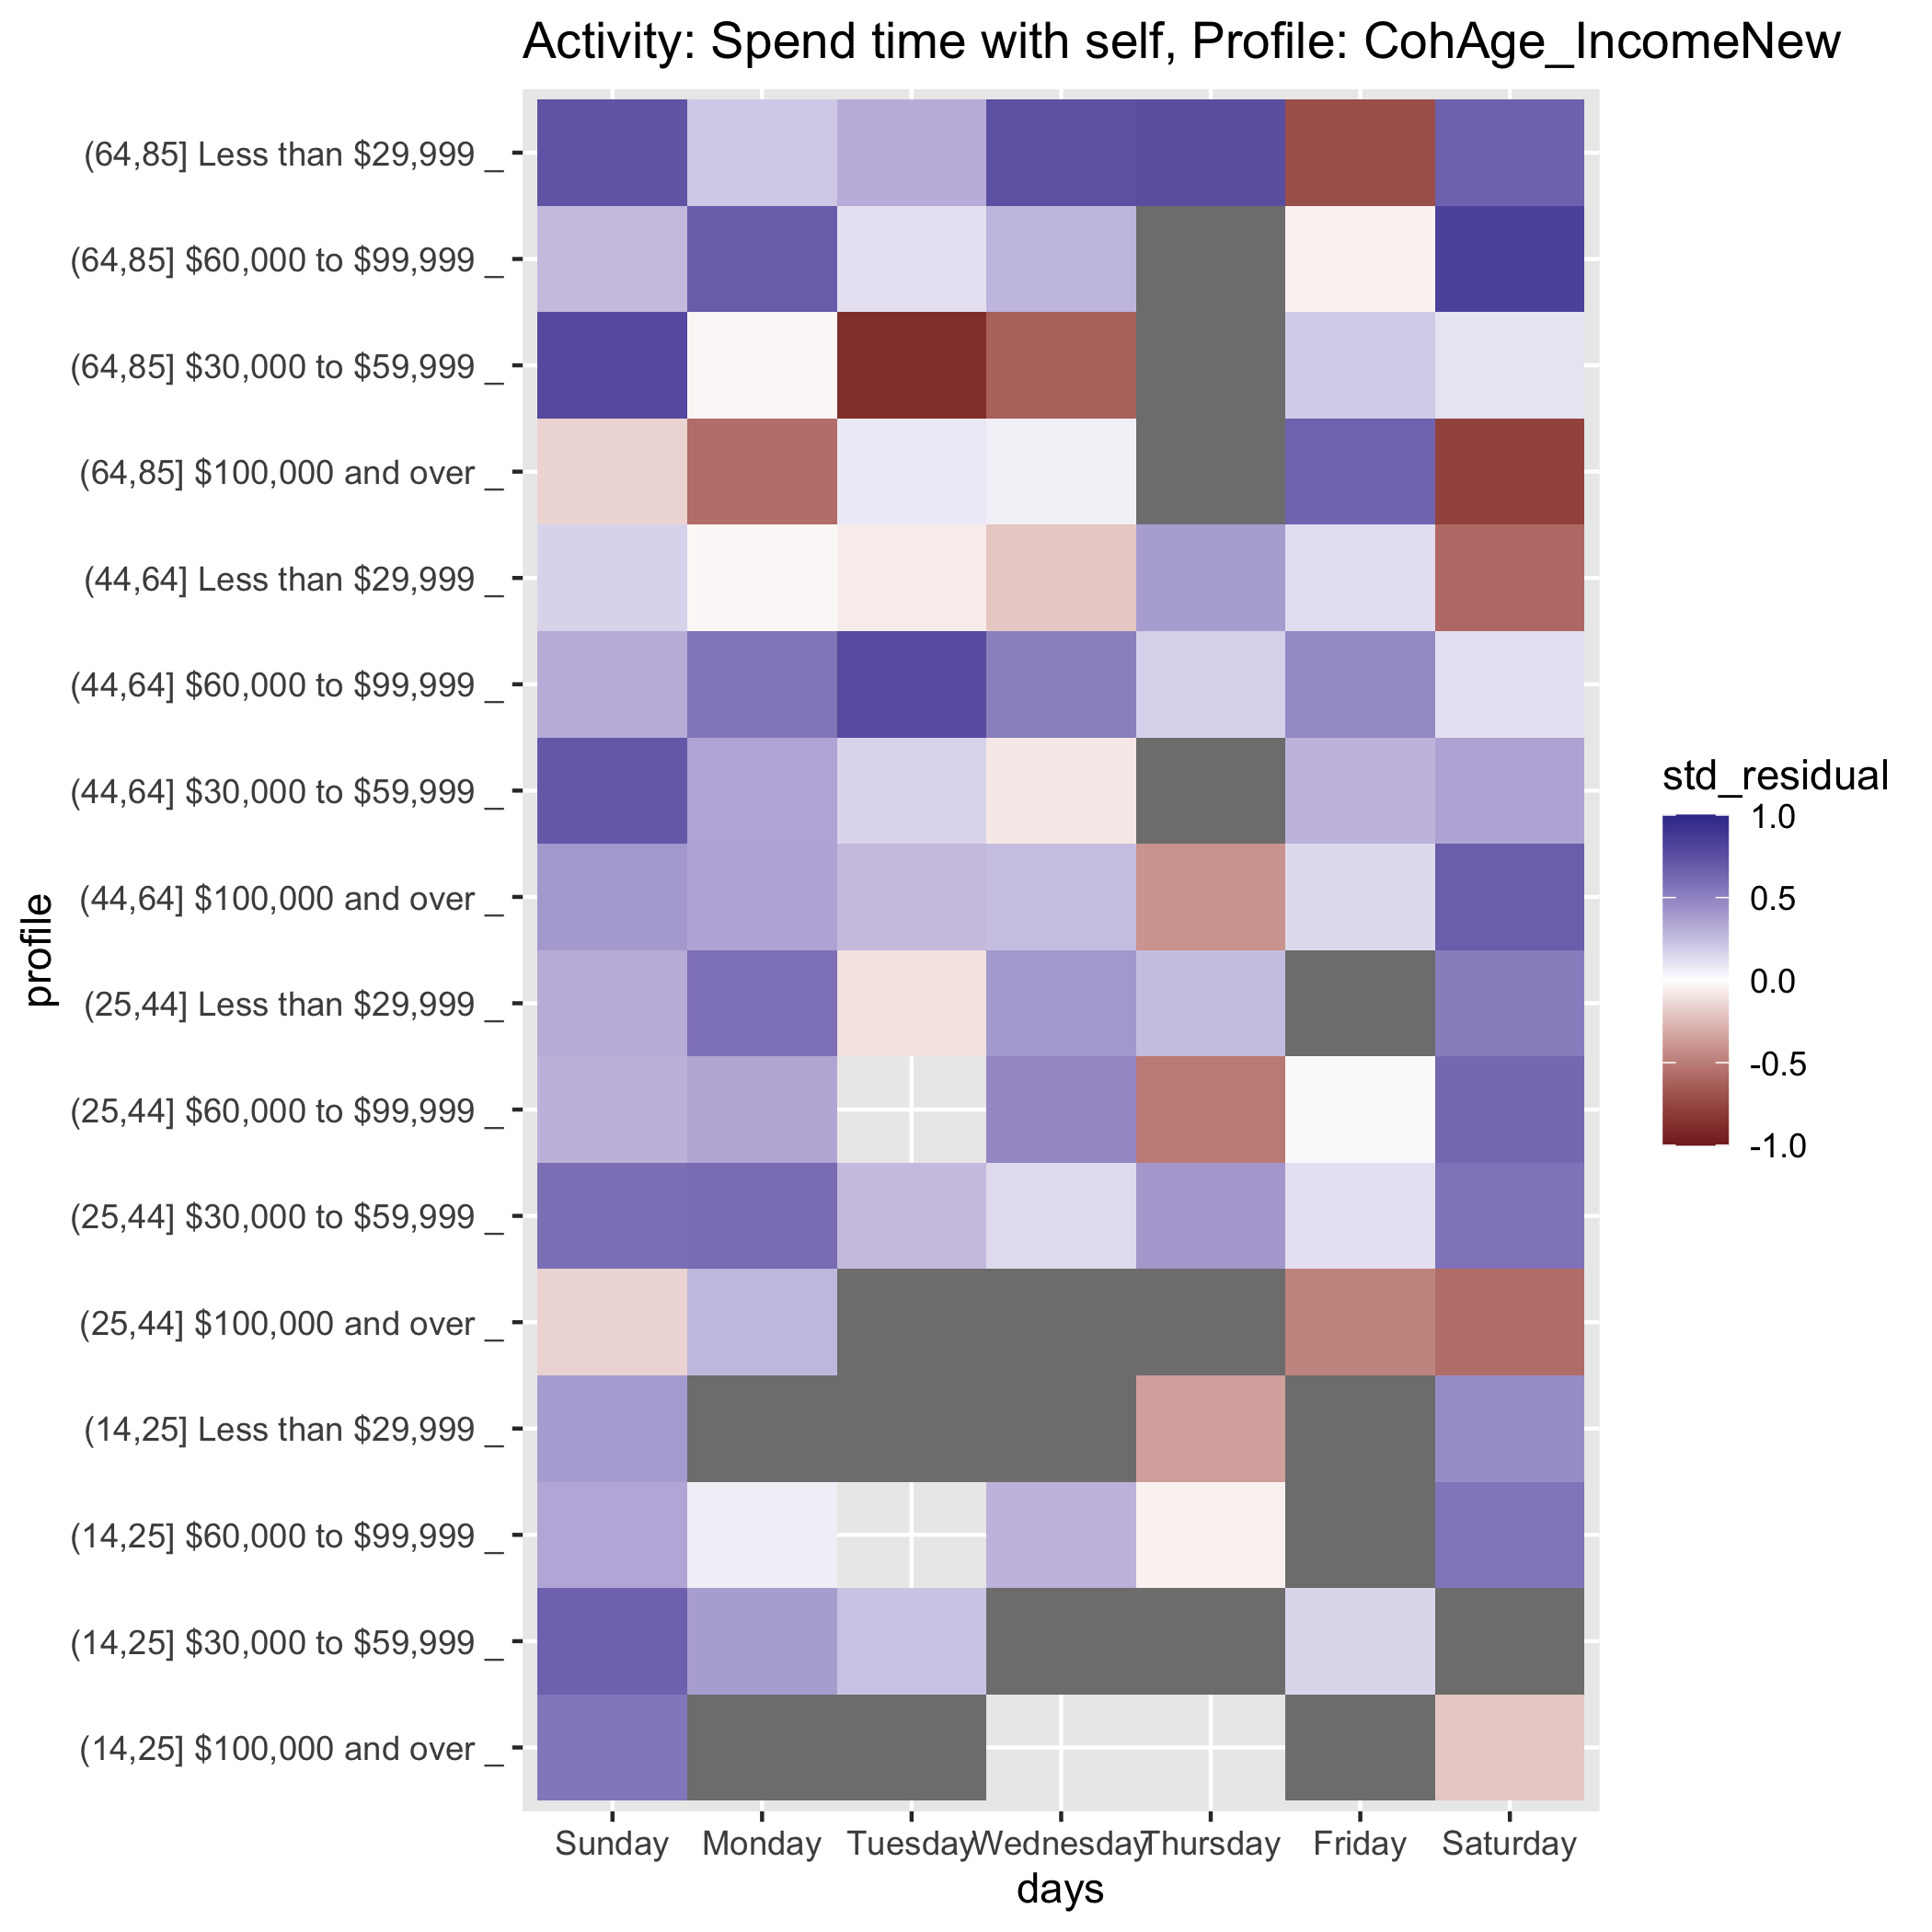 Activity: Spend time with self, Profile: CohAge_IncomeNew
profile
(64,85] Less than $29,999 _
(64,85] $60,000 to $99,999 _
(64,85] $30,000 to $59,999 _
(64,85] $100,000 and over _
(44,64] Less than $29,999 _
(44,64] $60,000 to $99,999 _
(44,64] $30,000 to $59,999 _
(44,64] $100,000 and over _
(25,44] Less than $29,999 _
(25,44] $60,000 to $99,999 _
(25,44] $30,000 to $59,999 _
(25,44] $100,000 and over _
(14,25] Less than $29,999 _
(14,25] $60,000 to $99,999 _
(14,25] $30,000 to $59,999 _
(14,25] $100,000 and over _
Sunday Monday Tuesday Wednesday Thursday Friday Saturday
days
std_residual
1.0
0.5
0.0
-0.5
-1.0